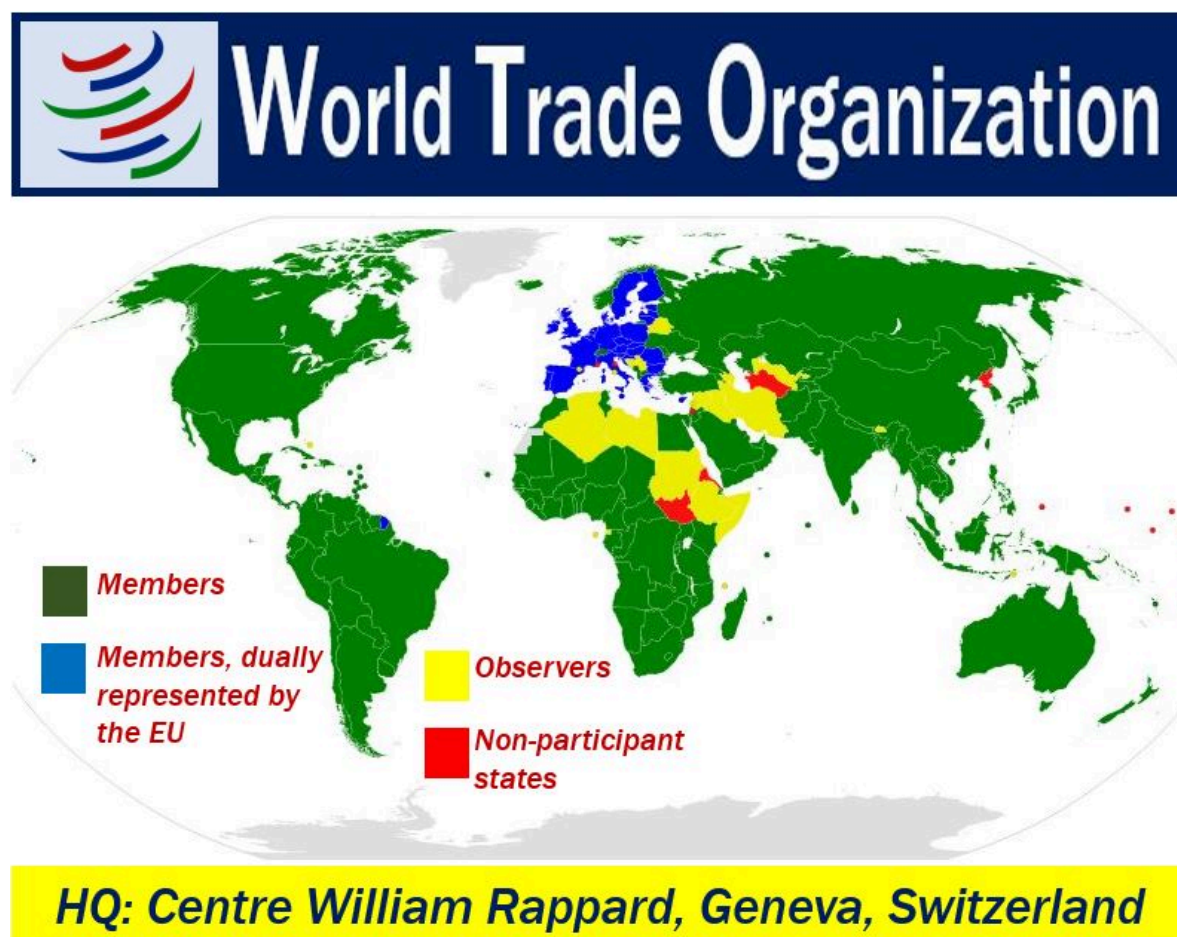 World Trade Organization
Members
Members, dually
represented by
the EU
Observers
Non-participant
states
HQ: Centre William Rappard, Geneva, Switzerland